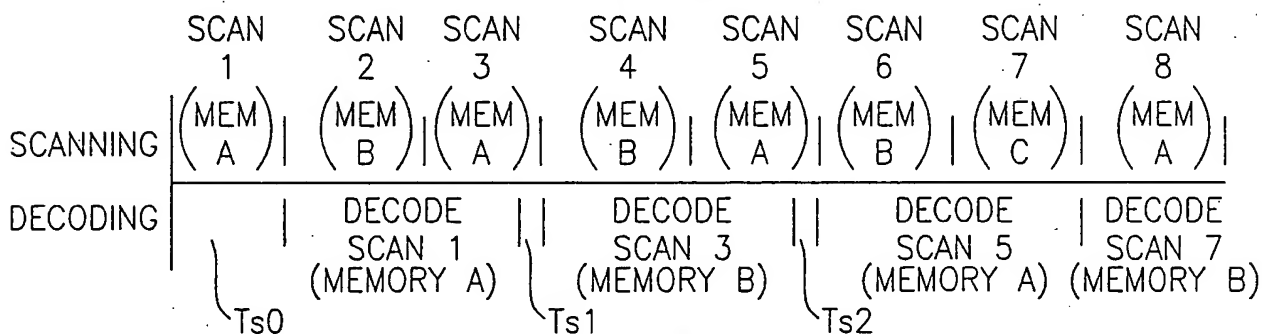 SCAN SCAN SCAN SCAN SCAN SCAN SCAN SCAN
1 2 3 4 5 6 7 8
(MEM A) (MEM B) (MEM A) (MEM B) (MEM A) (MEM B) (MEM C) (MEM A)
SCANNING
DECODING
DECODE SCAN 1 (MEMORY A)
DECODE SCAN 3 (MEMORY B)
DECODE SCAN 5 (MEMORY A)
DECODE SCAN 7 (MEMORY B)
Ts0 Ts1 Ts2